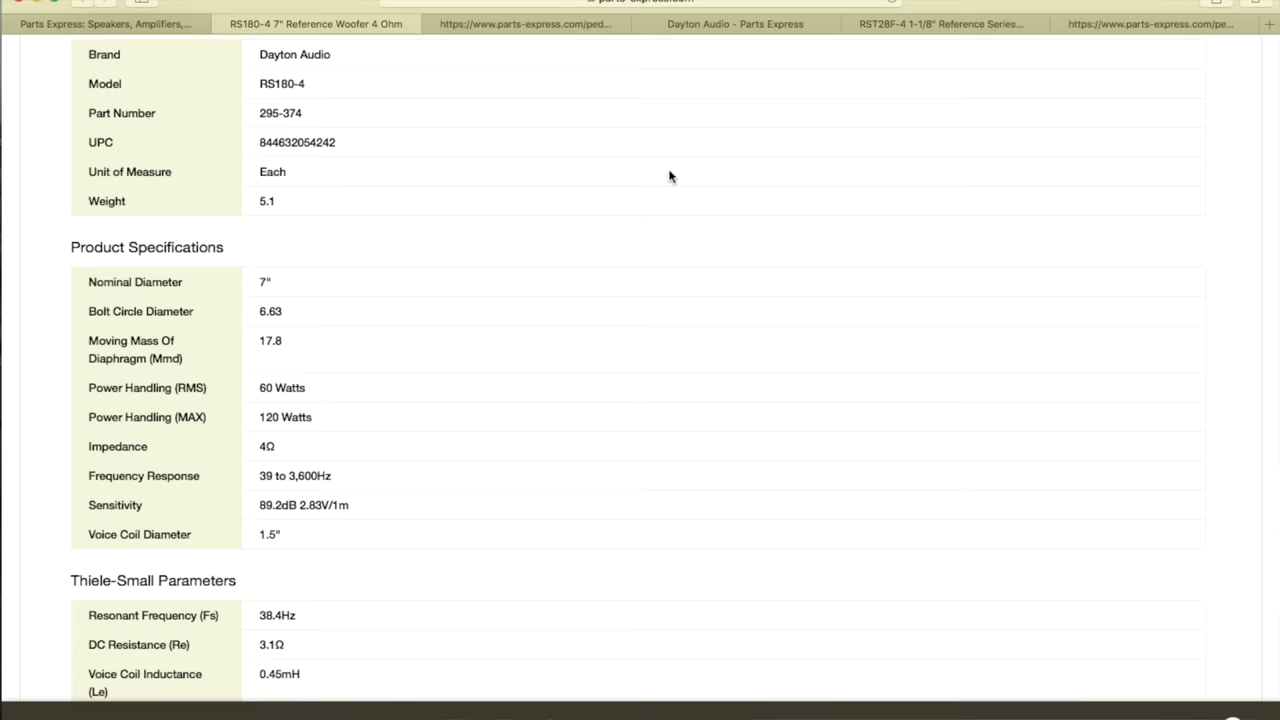 Parts Express: Speakers, Amplifiers,... RS180-4 7" Reference Woofer 4 Ohm https://www.parts-express.com/ped... Dayton Audio - Parts Express RST28F-4 1-1/8" Reference Series... https://www.parts-express.com/pe...
Brand Dayton Audio
Model RS180-4
Part Number 295-374
UPC 844632054242
Unit of Measure Each
Weight 5.1
Product Specifications
Nominal Diameter 7"
Bolt Circle Diameter 6.63
Moving Mass Of 17.8
Diaphragm (Mmd)
Power Handling (RMS) 60 Watts
Power Handling (MAX) 120 Watts
Impedance 4Ω
Frequency Response 39 to 3,600Hz
Sensitivity 89.2dB 2.83V/1m
Voice Coil Diameter 1.5"
Thiele-Small Parameters
Resonant Frequency (Fs) 38.4Hz
DC Resistance (Re) 3.1Ω
Voice Coil Inductance 0.45mH
(Le)